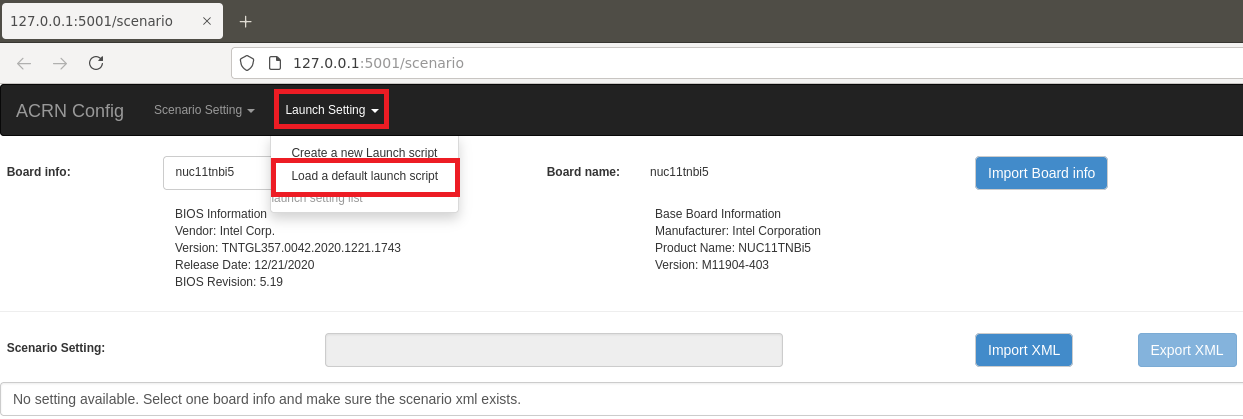 127.0.0.1:5001/scenario
127.0.0.1:5001/scenario
ACRN Config Scenario Setting Launch Setting
Create a new Launch script
Load a default launch script
launch setting list
Board info: nuc11tnbi5 Board name: nuc11tnbi5 Import Board info
BIOS Information
Vendor: Intel Corp.
Version: TNTGL357.0042.2020.1221.1743
Release Date: 12/21/2020
BIOS Revision: 5.19
Base Board Information
Manufacturer: Intel Corporation
Product Name: NUC11TNBi5
Version: M11904-403
Scenario Setting: Import XML Export XML
No setting available. Select one board info and make sure the scenario xml exists.